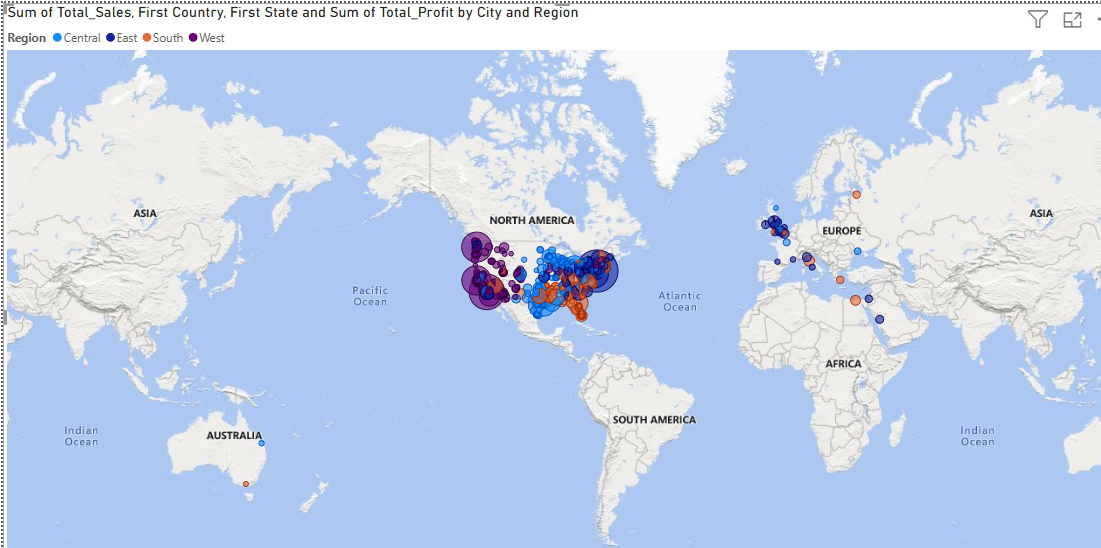 Sum of Total_Sales, First Country, First State and Sum of Total_Profit by City and Region
Region Central East South West
ASIA
NORTH AMERICA
EUROPE
ASIA
Pacific
Ocean
Atlantic
Ocean
AFRICA
SOUTH AMERICA
Indian
Ocean
AUSTRALIA
Indian
Ocean